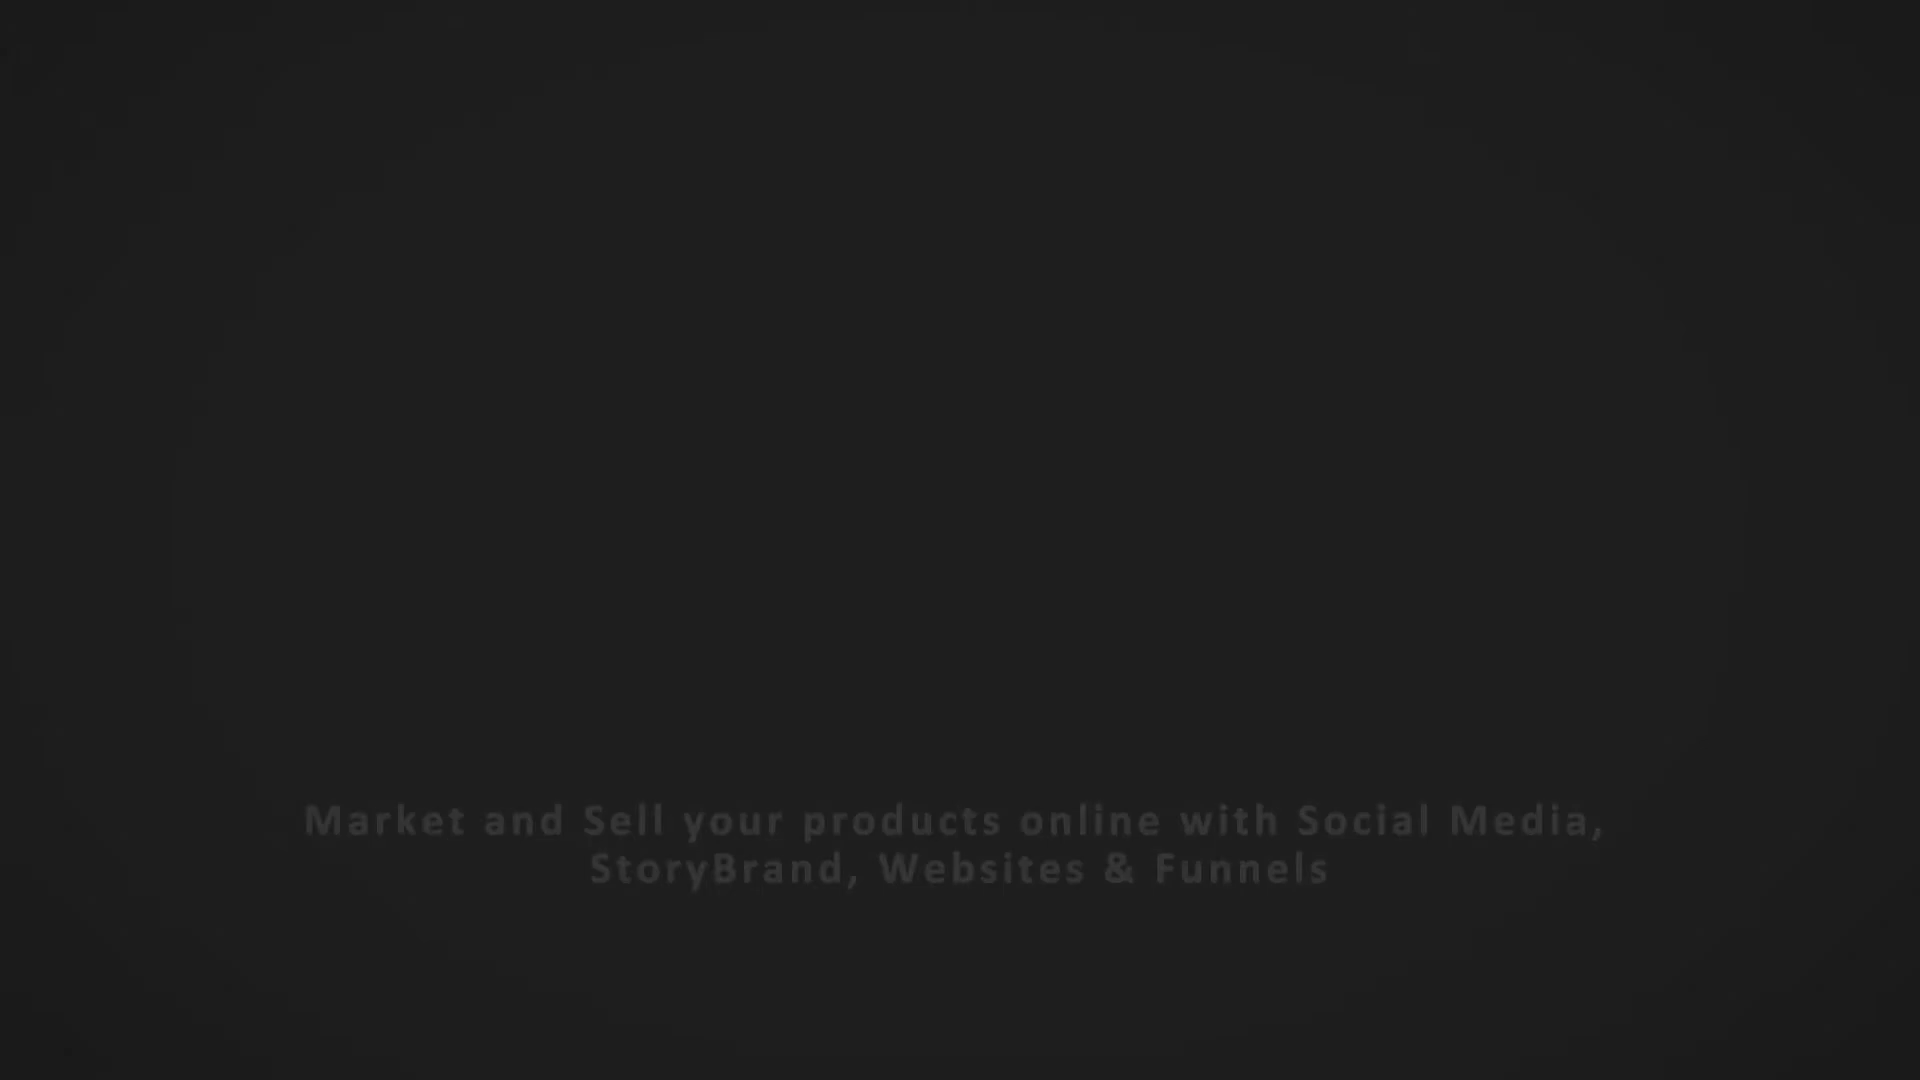 Market and Sell your products online with Social Media,
StoryBrand, Websites & Funnels